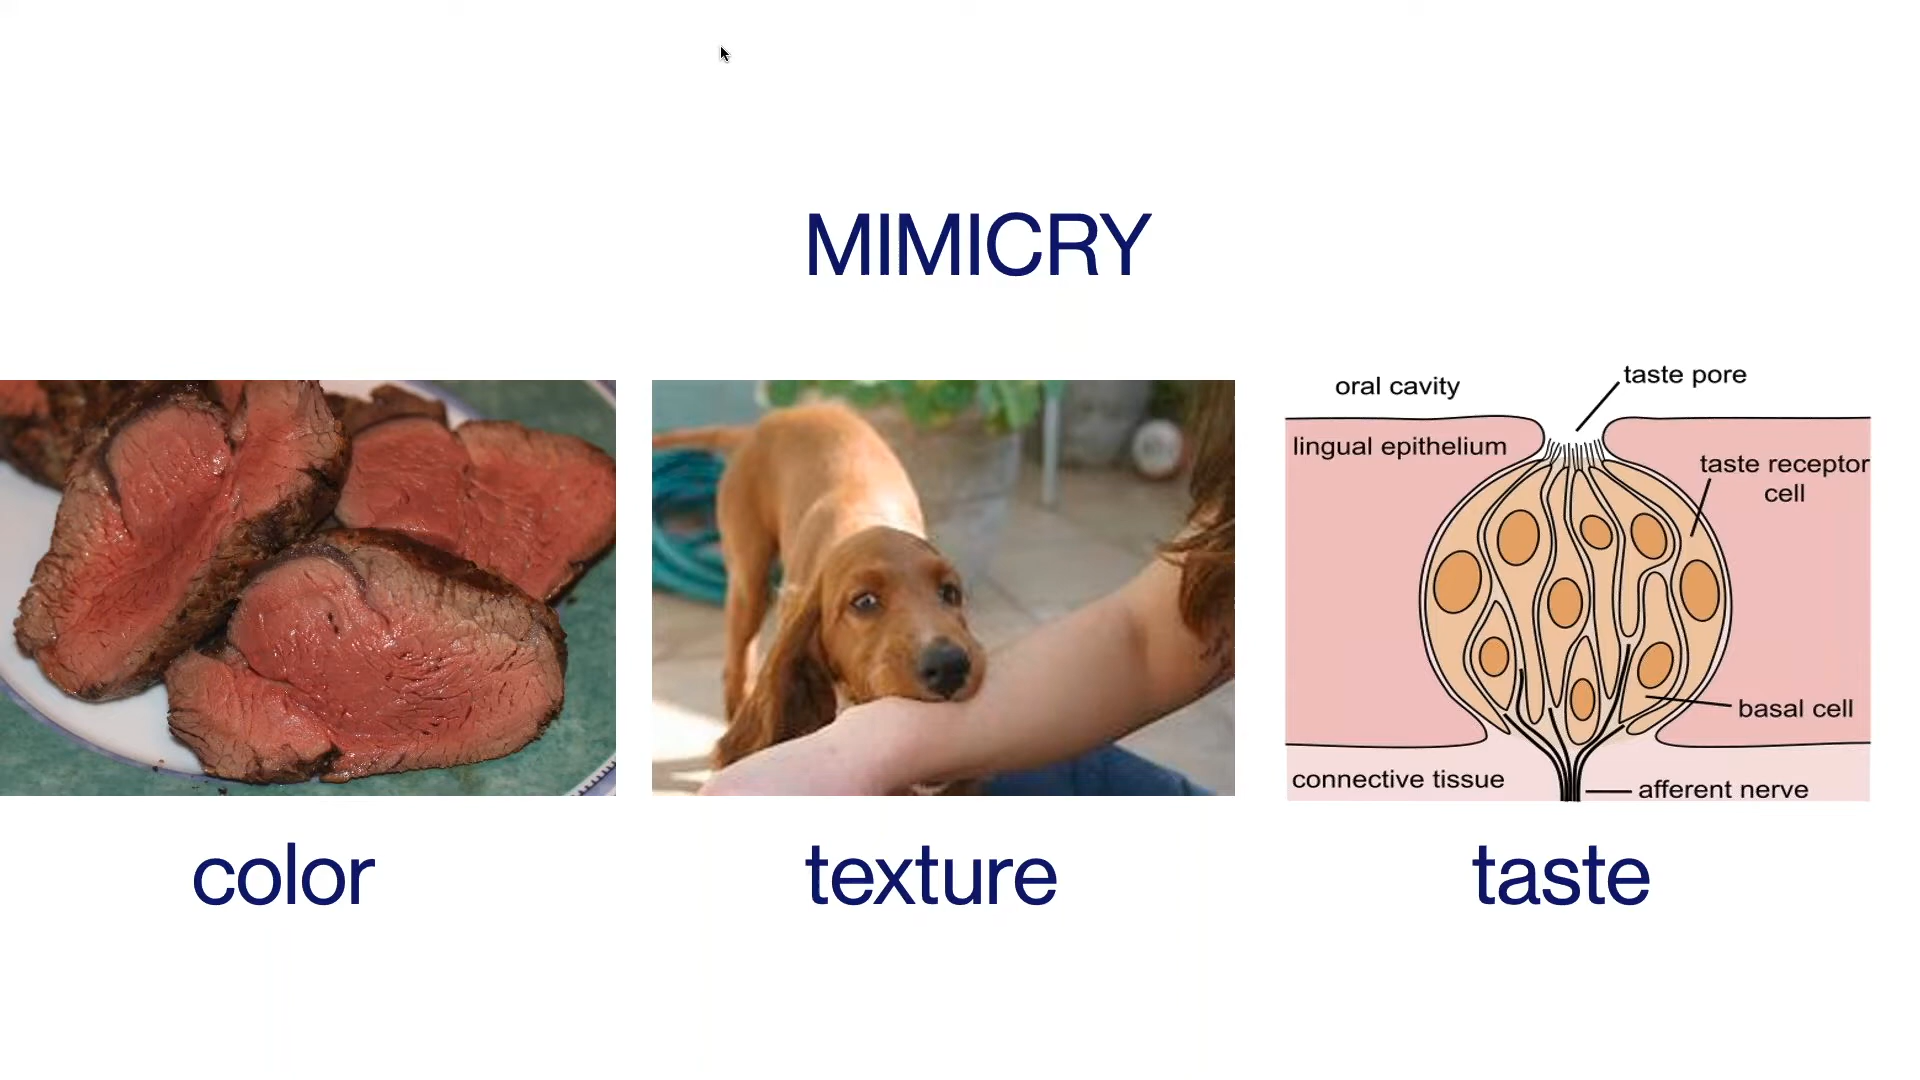 MIMICRY
oral cavity
taste pore
lingual epithelium
taste receptor
cell
basal cell
connective tissue
afferent nerve
color
texture
taste